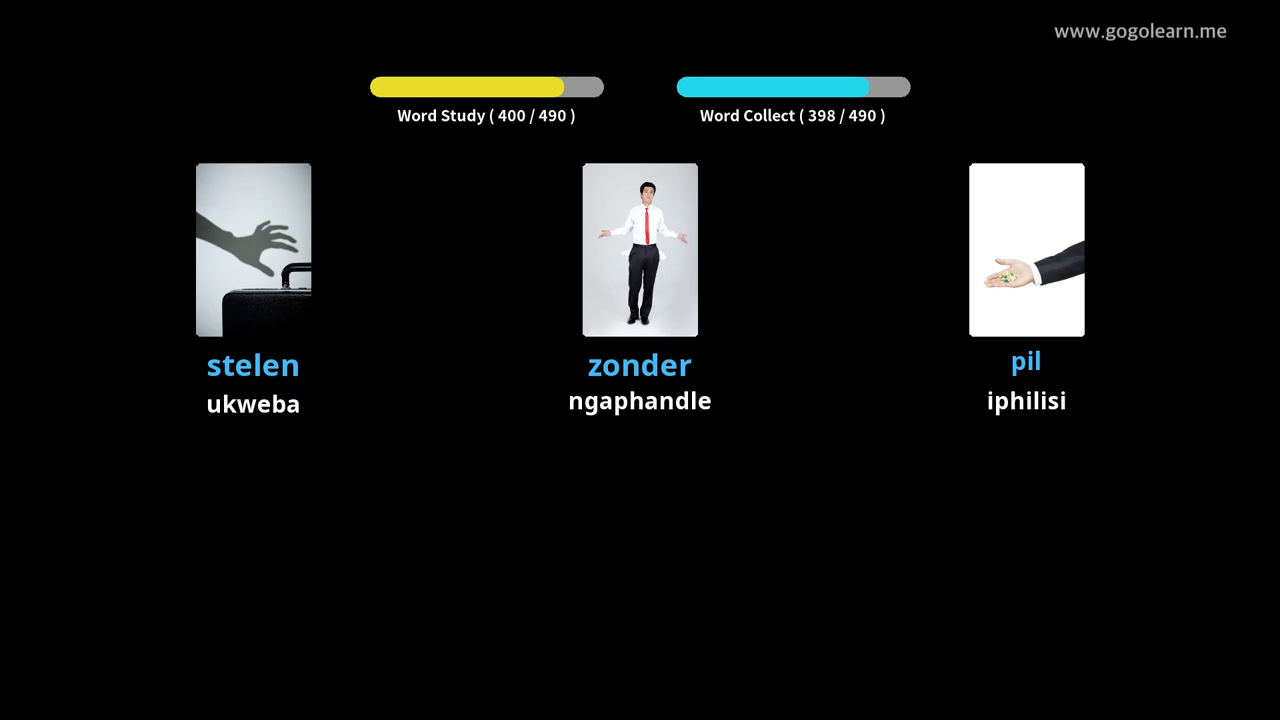 www.gogolearn.me
Word Study ( 400 / 490 )
Word Collect ( 398 / 490 )
stelen
ukweba
zonder
ngaphandle
pil
iphilisi